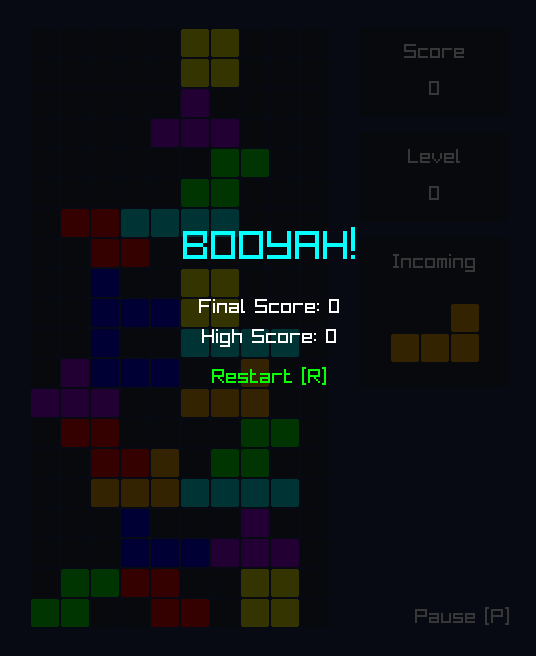 Score
0
Level
0
BOOYAH!
Incoming
Final Score: 0
High Score: 0
Restart [R]
Pause [P]